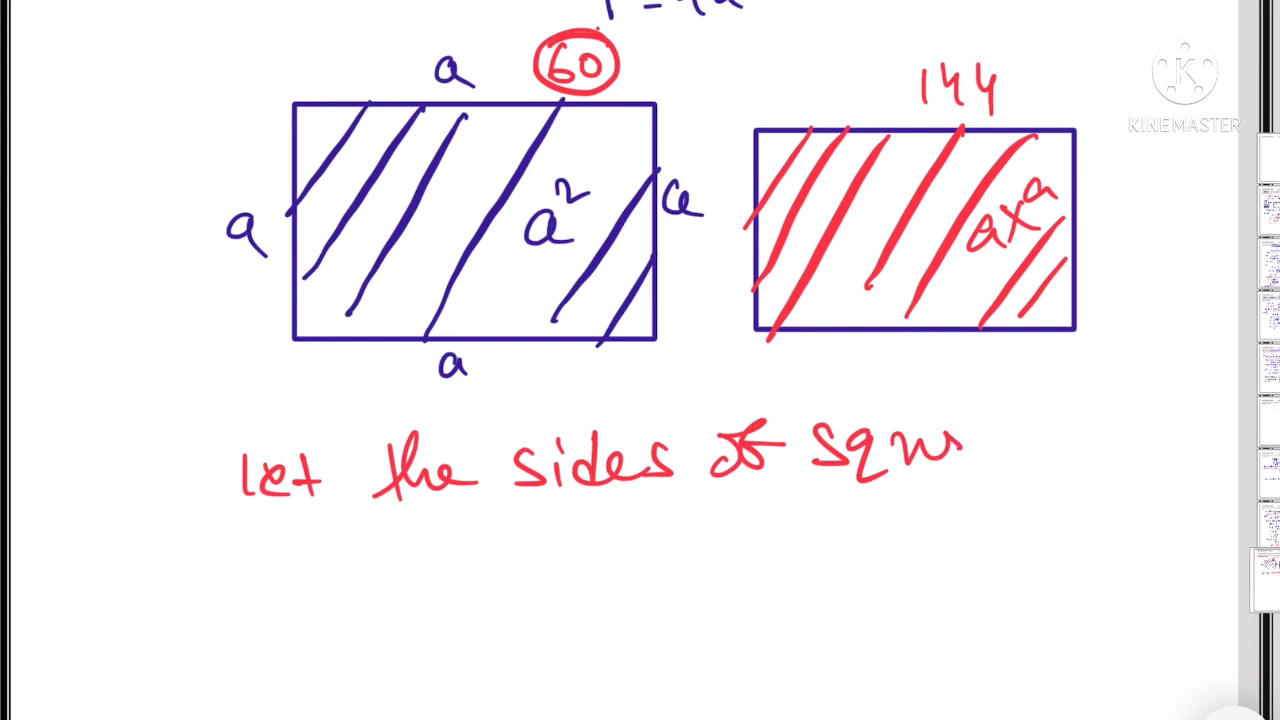 a
60
144
a
a²
a
a×a
a
let the sides of squ
K
KINEMASTER